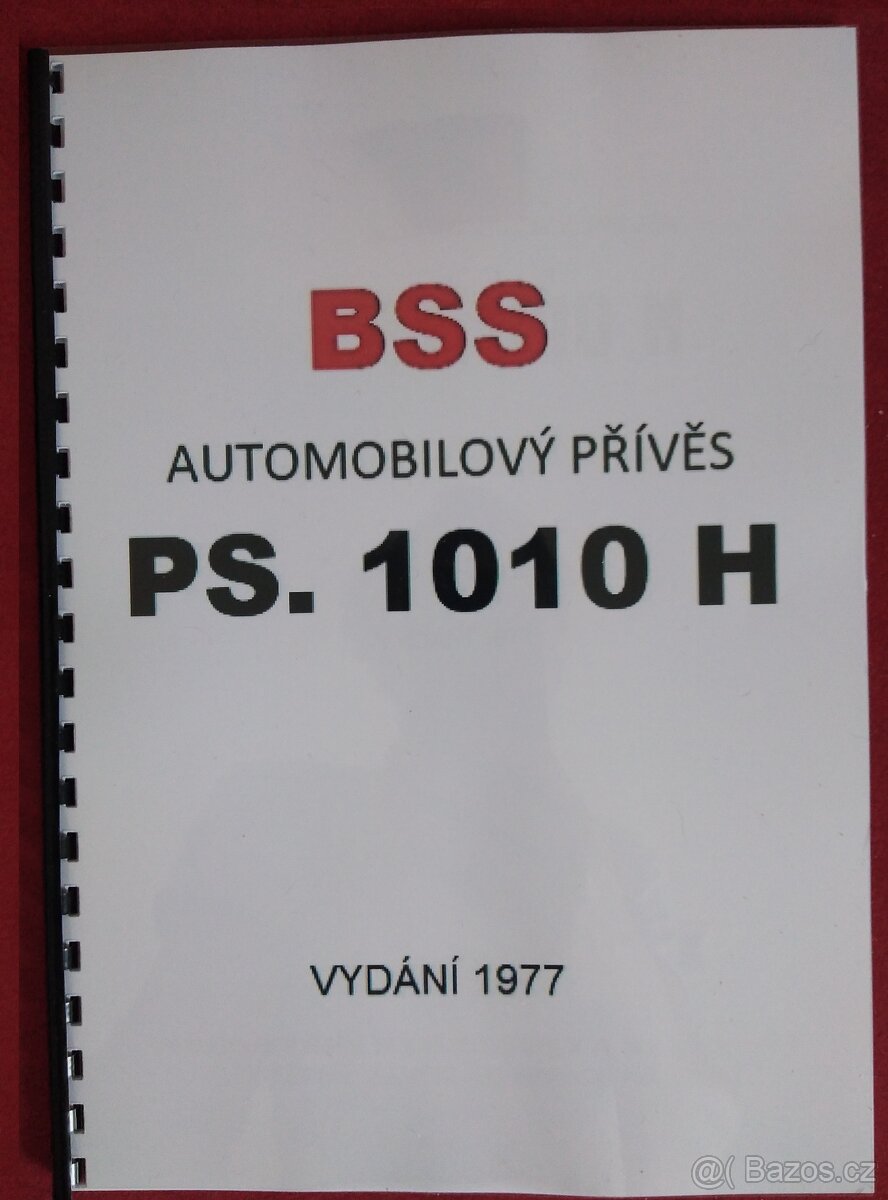 BSS
AUTOMOBILOVÝ PŘÍVĚS
PS. 1010 H
VYDÁNÍ 1977
@( Bazos.cz